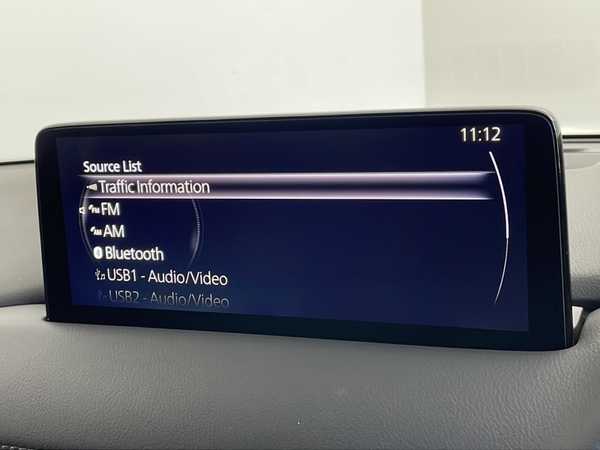 11:12
Source List
Traffic Information
FM
AM
Bluetooth
USB1 - Audio/Video
USB2 - Audio/Video